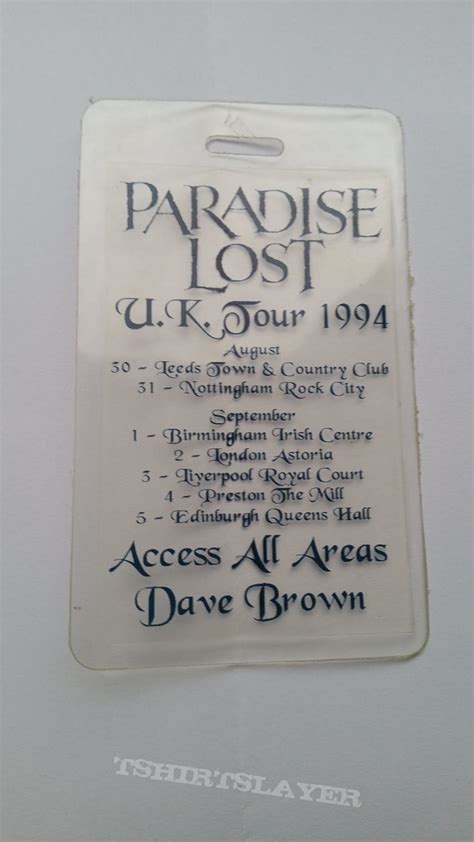 PARADISE
LOST
U.K. Tour 1994
August
30 - Leeds Town & Country Club
31 - Nottingham Rock City
September
1 - Birmingham Irish Centre
2 - London Astoria
3 - Liverpool Royal Court
4 - Preston The Mill
5 - Edinburgh Queens Hall
Access All Areas
Dave Brown
TSHIRTSLAYER